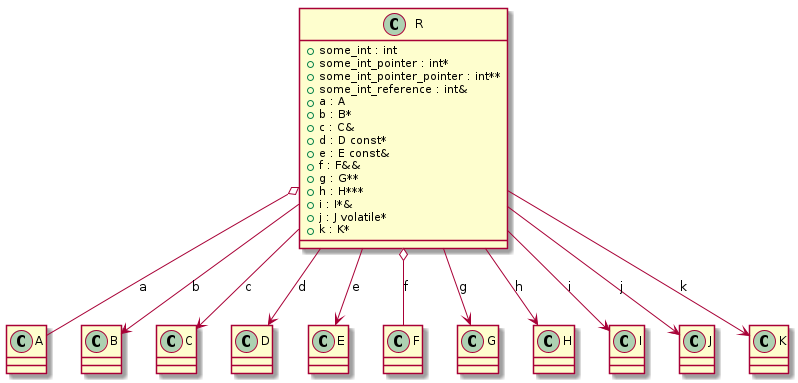 C R
some_int : int
some_int_pointer : int*
some_int_pointer_pointer : int**
some_int_reference : int&
a : A
b : B*
c : C&
d : D const*
e : E const&
f : F&&
g : G**
h : H***
i : I*&
j : J volatile*
k : K*
a b c d e f g h i j k
C A
C B
C C
C D
C E
C F
C G
C H
C I
C J
C K